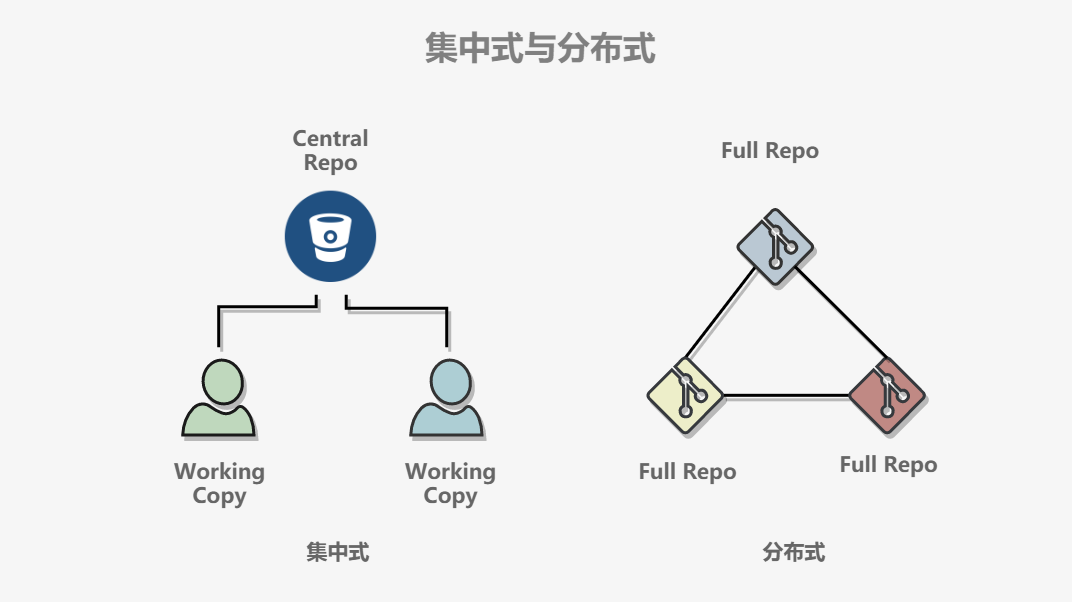 集中式与分布式
Central
Repo
Working
Copy
Working
Copy
集中式
Full Repo
Full Repo
Full Repo
分布式